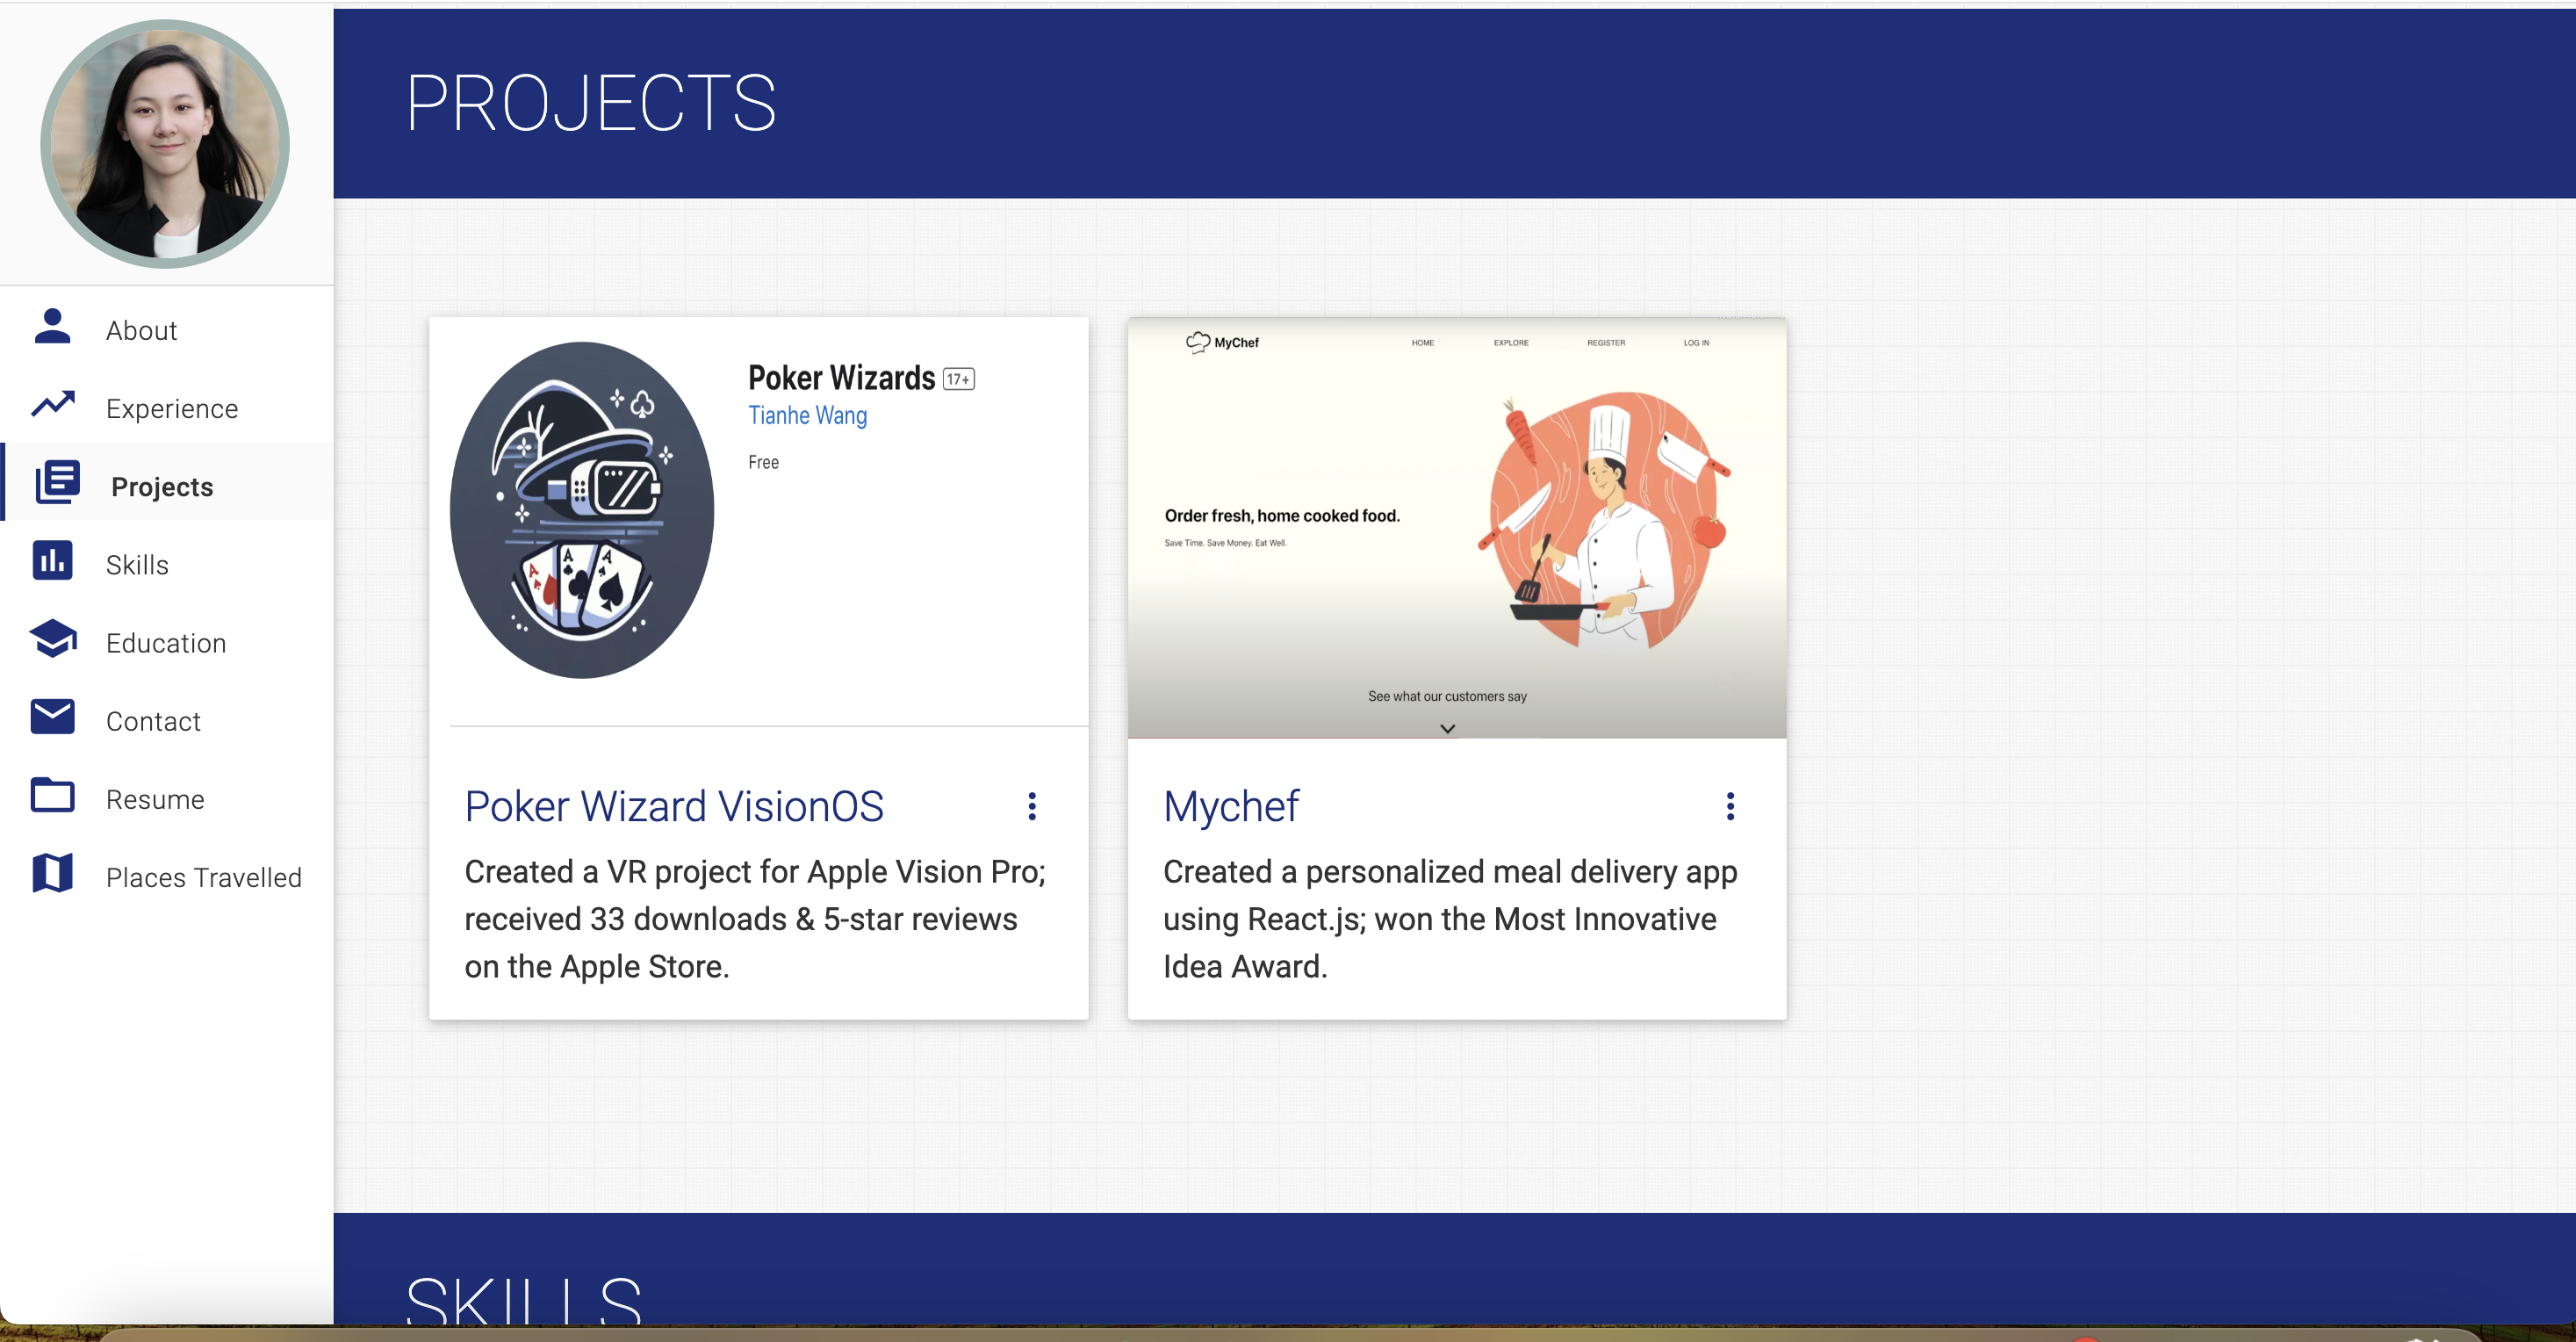 PROJECTS
About
Experience
Projects
Skills
Education
Contact
Resume
Places Travelled
Poker Wizards 17+
Tianhe Wang
Free
A
A
A
Poker Wizard VisionOS
Created a VR project for Apple Vision Pro;
received 33 downloads & 5-star reviews
on the Apple Store.
MyChef
HOME EXPLORE REGISTER LOG IN
Order fresh, home cooked food.
Save Time. Save Money. Eat Well.
See what our customers say
Mychef
Created a personalized meal delivery app
using React.js; won the Most Innovative
Idea Award.
SKILLS